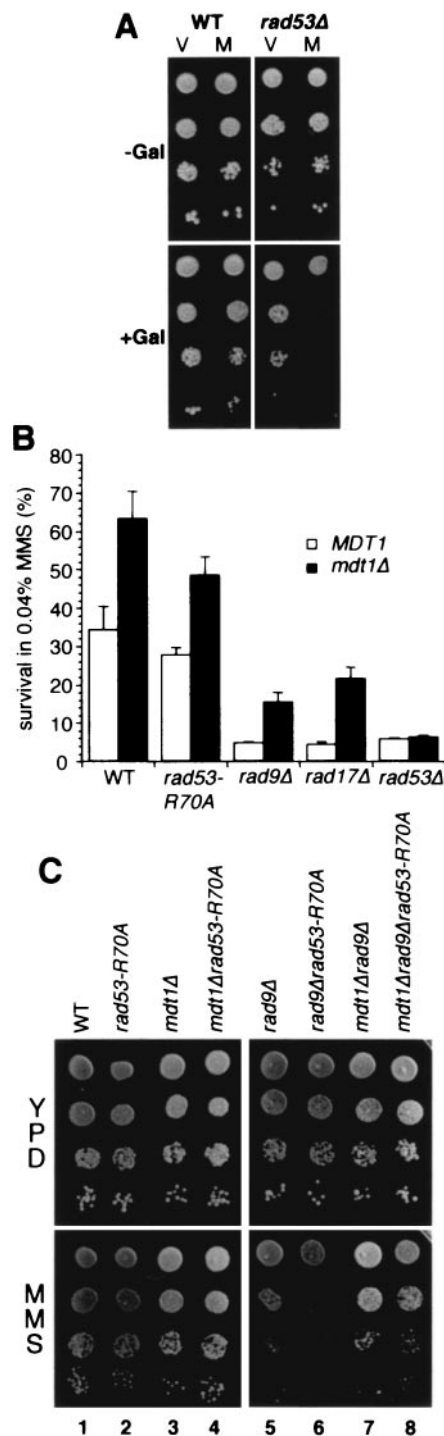 A
WT rad53Δ
V M V M
-Gal
+Gal
B
survival in 0.04% MMS (%)
80
70
60
50
40
30
20
10
0
MDT1
mdt1Δ
WT rad53-R70A rad9Δ rad17Δ rad53Δ
C
WT
rad53-R70A
mdt1Δ
mdt1Δrad53-R70A
rad9Δ
rad9Δrad53-R70A
mdt1Δrad9Δ
mdt1Δrad9Δrad53-R70A
YPD
MMS
1 2 3 4 5 6 7 8